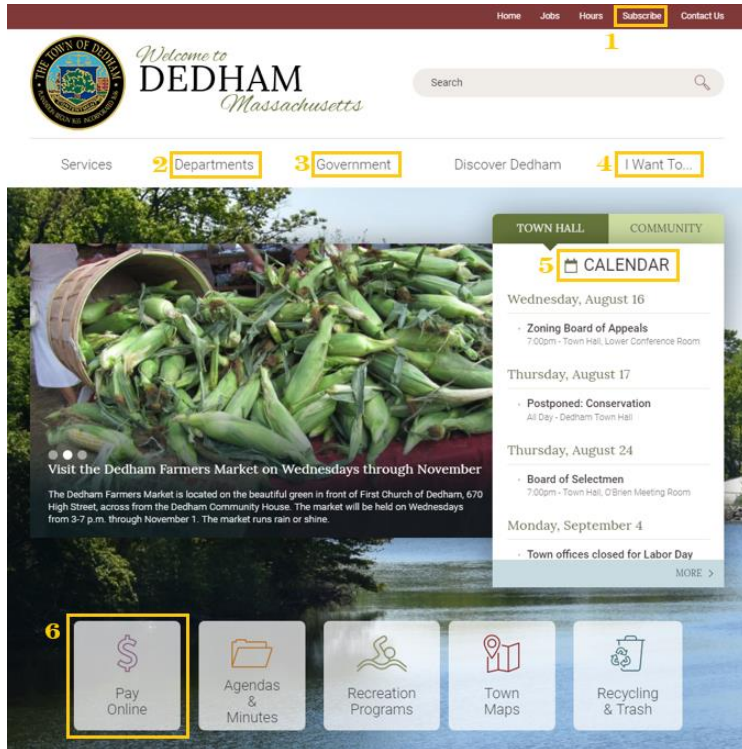 Home Jobs Hours Subscribe Contact Us
1
THE TOWN OF DEDHAM
Welcome to
DEDHAM
Massachusetts
Search
Services 2 Departments 3 Government Discover Dedham 4 I Want To...
TOWN HALL COMMUNITY
5 CALENDAR
Wednesday, August 16
Zoning Board of Appeals
7:00pm - Town Hall, Lower Conference Room
Thursday, August 17
Postponed: Conservation
All Day - Dedham Town Hall
Thursday, August 24
Board of Selectmen
7:00pm - Town Hall, O'Brien Meeting Room
Monday, September 4
Town offices closed for Labor Day
MORE >
Visit the Dedham Farmers Market on Wednesdays through November
The Dedham Farmers Market is located on the beautiful green in front of First Church of Dedham, 670
High Street, across from the Dedham Community House. The market will be held on Wednesdays
from 3-7 p.m. through November 1. The market runs rain or shine.
6
$
Pay
Online
Agendas
&
Minutes
Recreation
Programs
Town
Maps
Recycling
& Trash